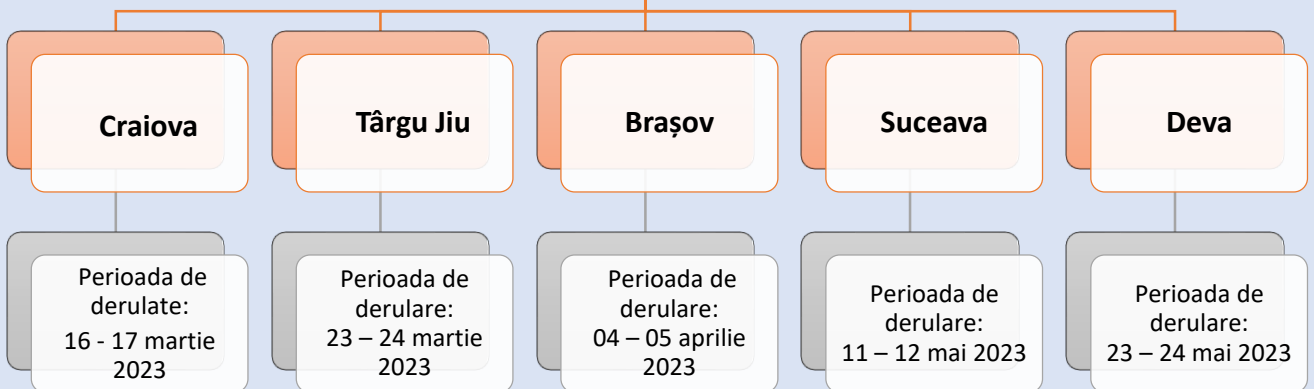 Craiova
Târgu Jiu
Brașov
Suceava
Deva
Perioada de
derulate:
16 - 17 martie
2023
Perioada de
derulare:
23 – 24 martie
2023
Perioada de
derulare:
04 – 05 aprilie
2023
Perioada de
derulare:
11 – 12 mai 2023
Perioada de
derulare:
23 – 24 mai 2023